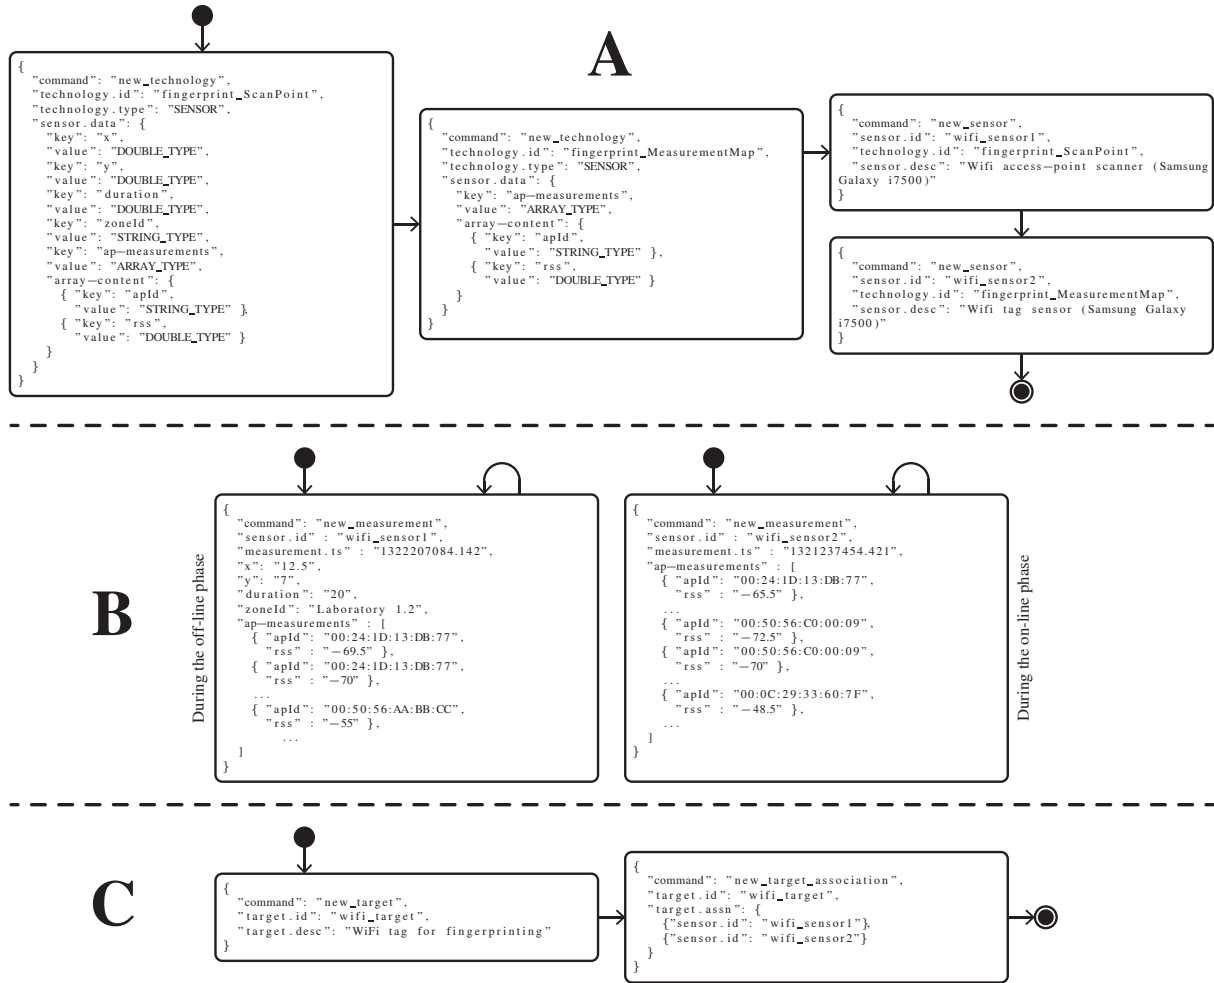 A
{
"command": "new_technology",
"technology.id": "fingerprint_ScanPoint",
"technology.type": "SENSOR",
"sensor.data": {
"key": "x",
"value": "DOUBLE_TYPE",
"key": "y",
"value": "DOUBLE_TYPE",
"key": "duration",
"value": "DOUBLE_TYPE",
"key": "zoneId",
"value": "STRING_TYPE",
"key": "ap−measurements",
"value": "ARRAY_TYPE",
"array−content": {
{ "key": "apId",
"value": "STRING_TYPE" },
{ "key": "rss",
"value": "DOUBLE_TYPE" }
}
}
}
{
"command": "new_technology",
"technology.id": "fingerprint_MeasurementMap",
"technology.type": "SENSOR",
"sensor.data": {
"key": "ap−measurements",
"value": "ARRAY_TYPE",
"array−content": {
{ "key": "apId",
"value": "STRING_TYPE" },
{ "key": "rss",
"value": "DOUBLE_TYPE" }
}
}
}
{
"command": "new_sensor",
"sensor.id": "wifi_sensor1",
"technology.id": "fingerprint_ScanPoint",
"sensor.desc": "Wifi access−point scanner (Samsung
Galaxy i7500)"
}
{
"command": "new_sensor",
"sensor.id": "wifi_sensor2",
"technology.id": "fingerprint_MeasurementMap",
"sensor.desc": "Wifi tag sensor (Samsung Galaxy
i7500)"
}
B
During the off-line phase
{
"command": "new_measurement",
"sensor.id" : "wifi_sensor1",
"measurement.ts" : "1322207084.142",
"x": "12.5",
"y": "7",
"duration": "20",
"zoneId": "Laboratory 1.2",
"ap−measurements" : [
{ "apId": "00:24:1D:13:DB:77",
"rss" : "−69.5" },
{ "apId": "00:24:1D:13:DB:77",
"rss" : "−70" },
...
{ "apId": "00:50:56:AA:BB:CC",
"rss" : "−55" },
...
]
}
{
"command": "new_measurement",
"sensor.id" : "wifi_sensor2",
"measurement.ts" : "1321237454.421",
"ap−measurements" : [
{ "apId": "00:24:1D:13:DB:77",
"rss" : "−65.5" },
...
{ "apId": "00:50:56:C0:00:09",
"rss" : "−72.5" },
{ "apId": "00:50:56:C0:00:09",
"rss" : "−70" },
...
{ "apId": "00:0C:29:33:60:7F",
"rss" : "−48.5" },
...
]
}
During the on-line phase
C
{
"command": "new_target",
"target.id": "wifi_target",
"target.desc": "WiFi tag for fingerprinting"
}
{
"command": "new_target_association",
"target.id": "wifi_target",
"target.assn": {
{"sensor.id": "wifi_sensor1"},
{"sensor.id": "wifi_sensor2"}
}
}